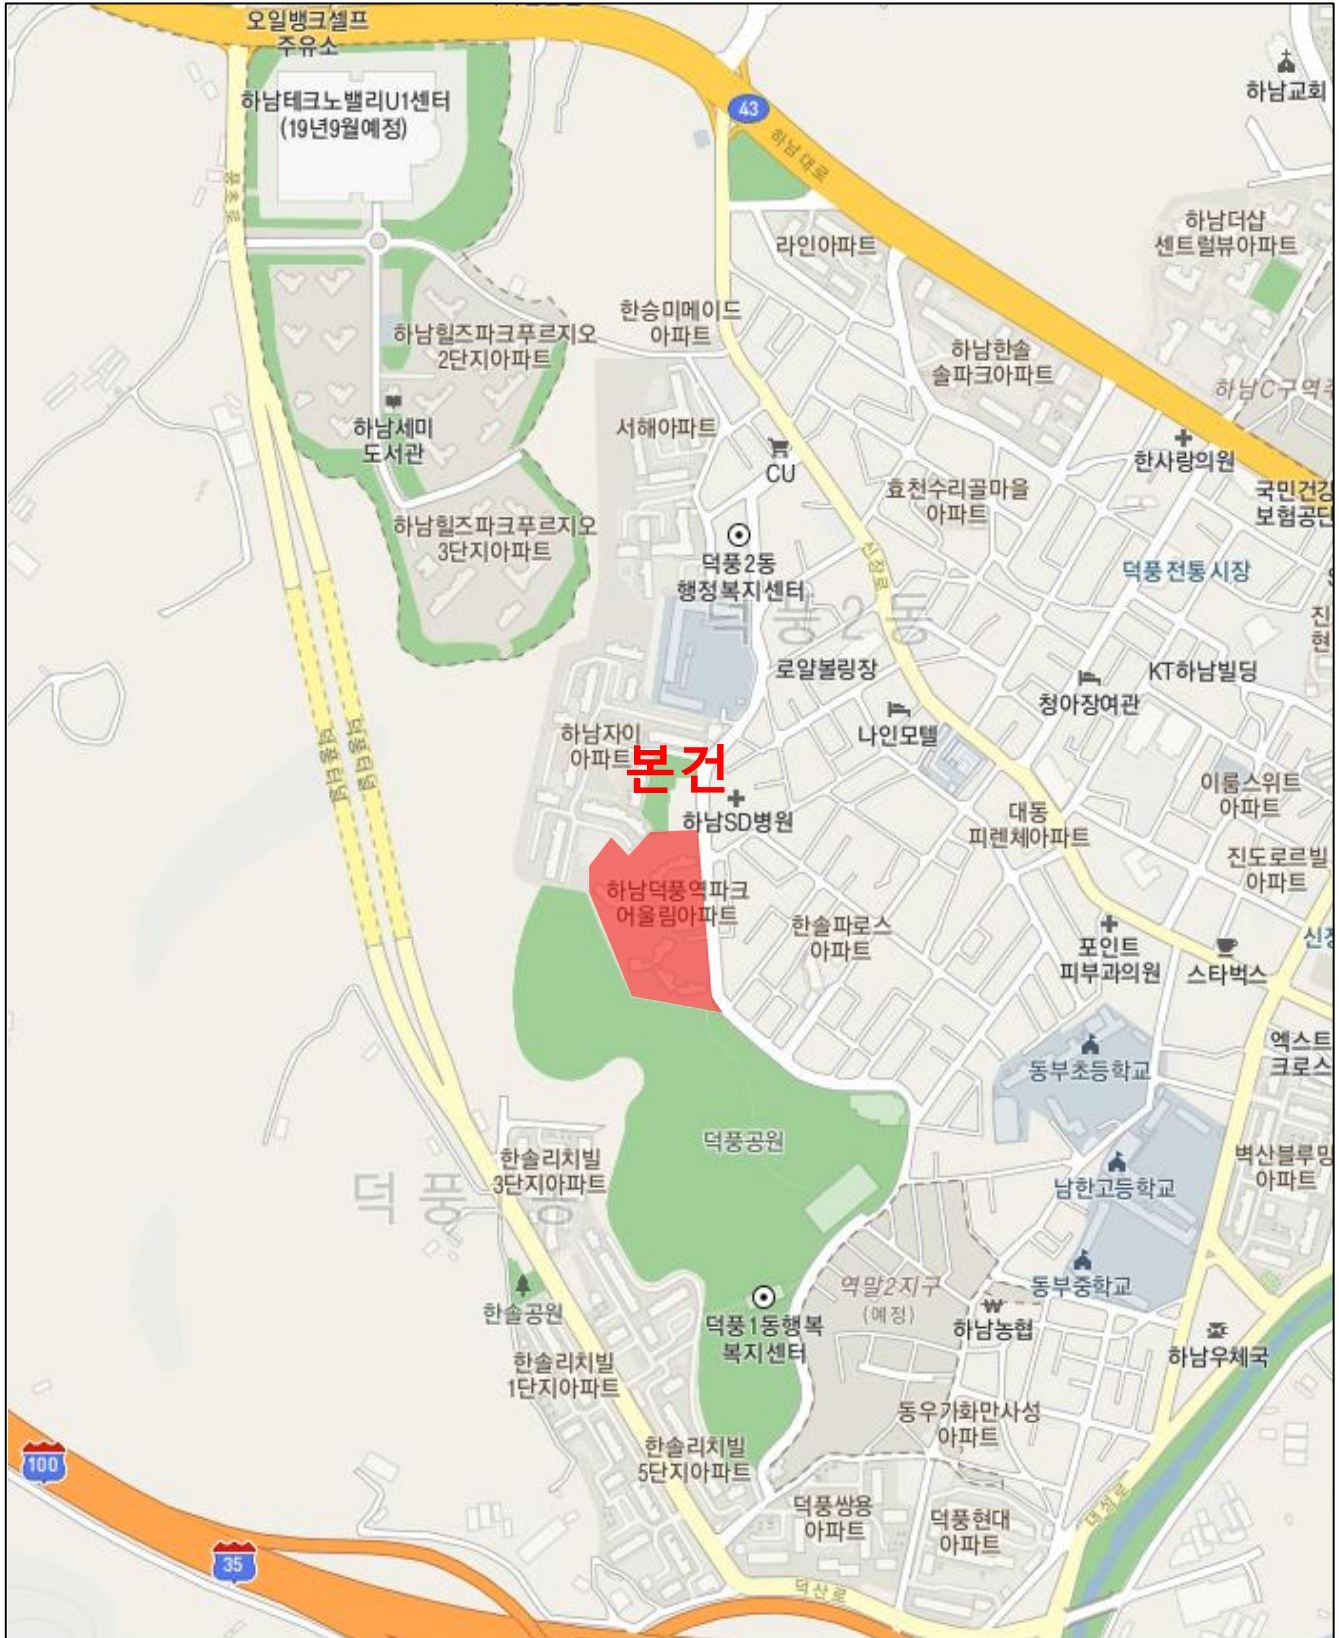 오일뱅크셀프
주유소
하남테크노밸리U1센터
(19년9월예정)
43
하남대로
하남교회
풍초로
하남더샵
센트럴뷰아파트
라인아파트
한승미메이드
아파트
하남힐즈파크푸르지오
2단지아파트
하남한솔
솔파크아파트
하남C구역주
하남세미
도서관
서해아파트
CU
한사랑의원
효천수리골마을
아파트
국민건강
보험공단
하남힐즈파크푸르지오
3단지아파트
신장로
덕풍2동
행정복지센터
덕풍전통시장
덕풍2동
진
현
로얄볼링장
KT하남빌딩
청아장여관
나인모텔
하남자이
아파트
본건
덕풍터널
덕풍터널
이룸스위트
아파트
하남SD병원
대동
피렌체아파트
진도로르빌
아파트
하남덕풍역파크
어울림아파트
한솔파로스
아파트
포인트
피부과의원
스타벅스
신장
엑스트
크로스
동부초등학교
덕풍공원
한솔리치빌
3단지아파트
벽산블루밍
아파트
남한고등학교
덕풍동
동부중학교
역말2지구
(예정)
한솔공원
덕풍1동행복
복지센터
하남농협
하남우체국
한솔리치빌
1단지아파트
동우가화만사성
아파트
100
한솔리치빌
5단지아파트
덕풍쌍용
아파트
덕풍현대
아파트
대성로
35
덕산로